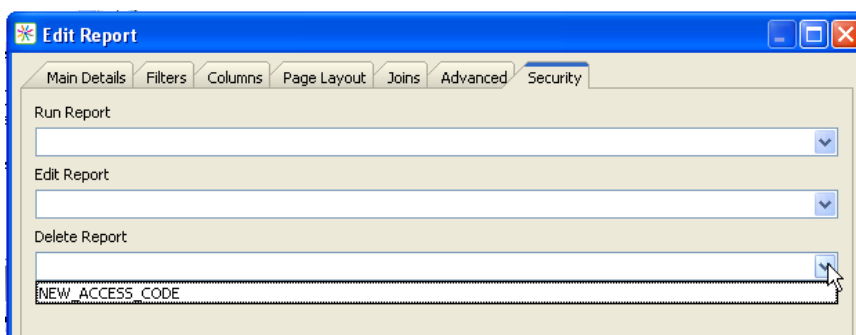 Edit Report
Main Details Filters Columns Page Layout Joins Advanced Security
Run Report
Edit Report
Delete Report
NEW_ACCESS_CODE